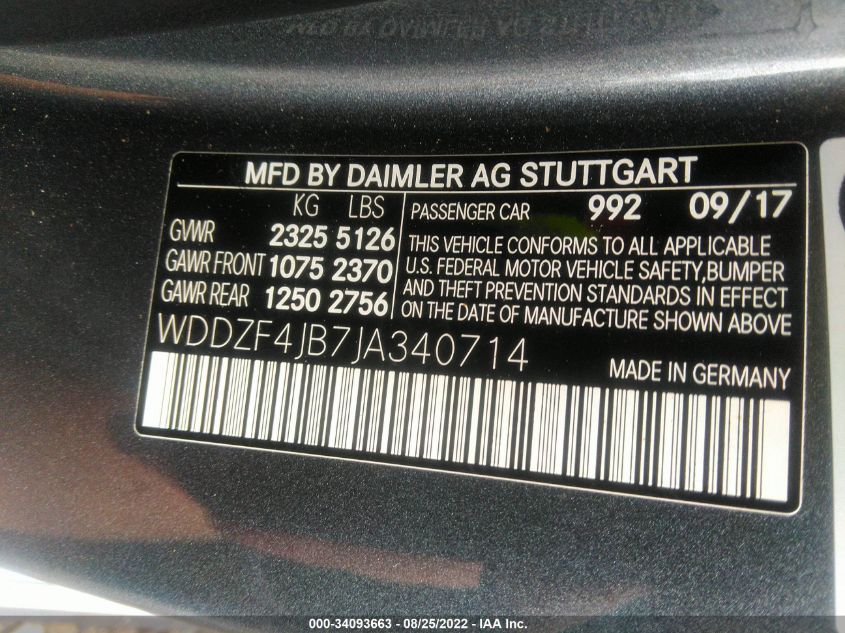 MFD BY DAIMLER AG STUTTGART
KG LBS
GVWR 2325 5126
GAWR FRONT 1075 2370
GAWR REAR 1250 2756
PASSENGER CAR 992 09/17
THIS VEHICLE CONFORMS TO ALL APPLICABLE
U.S. FEDERAL MOTOR VEHICLE SAFETY,BUMPER
AND THEFT PREVENTION STANDARDS IN EFFECT
ON THE DATE OF MANUFACTURE SHOWN ABOVE.
WDDZF4JB7JA340714
MADE IN GERMANY
000-34093663 - 08/25/2022 - IAA Inc.